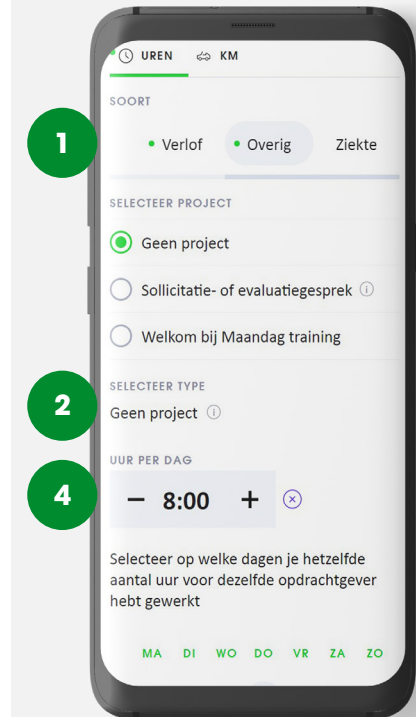 UREN KM
SOORT
1
Verlof Overig Ziekte
SELECTEER PROJECT
Geen project
Sollicitatie- of evaluatiegesprek
Welkom bij Maandag training
SELECTEER TYPE
2
Geen project
UUR PER DAG
4
− 8:00 +
Selecteer op welke dagen je hetzelfde
aantal uur voor dezelfde opdrachtgever
hebt gewerkt
MA DI WO DO VR ZA ZO